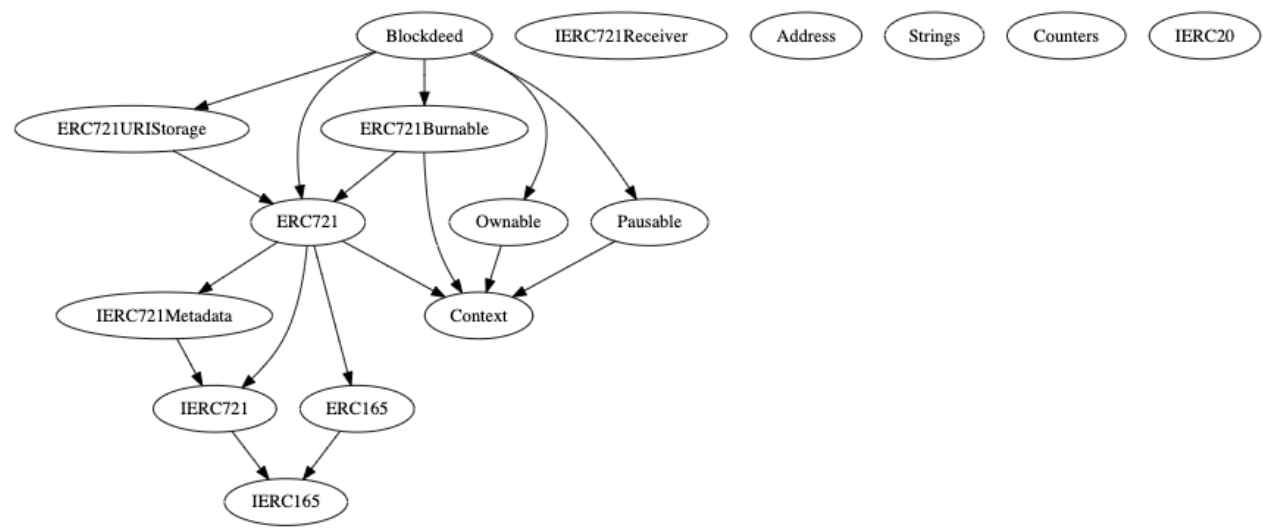 Blockdeed
IERC721Receiver
Address
Strings
Counters
IERC20
ERC721URIStorage
ERC721Burnable
ERC721
Ownable
Pausable
IERC721Metadata
Context
IERC721
ERC165
IERC165